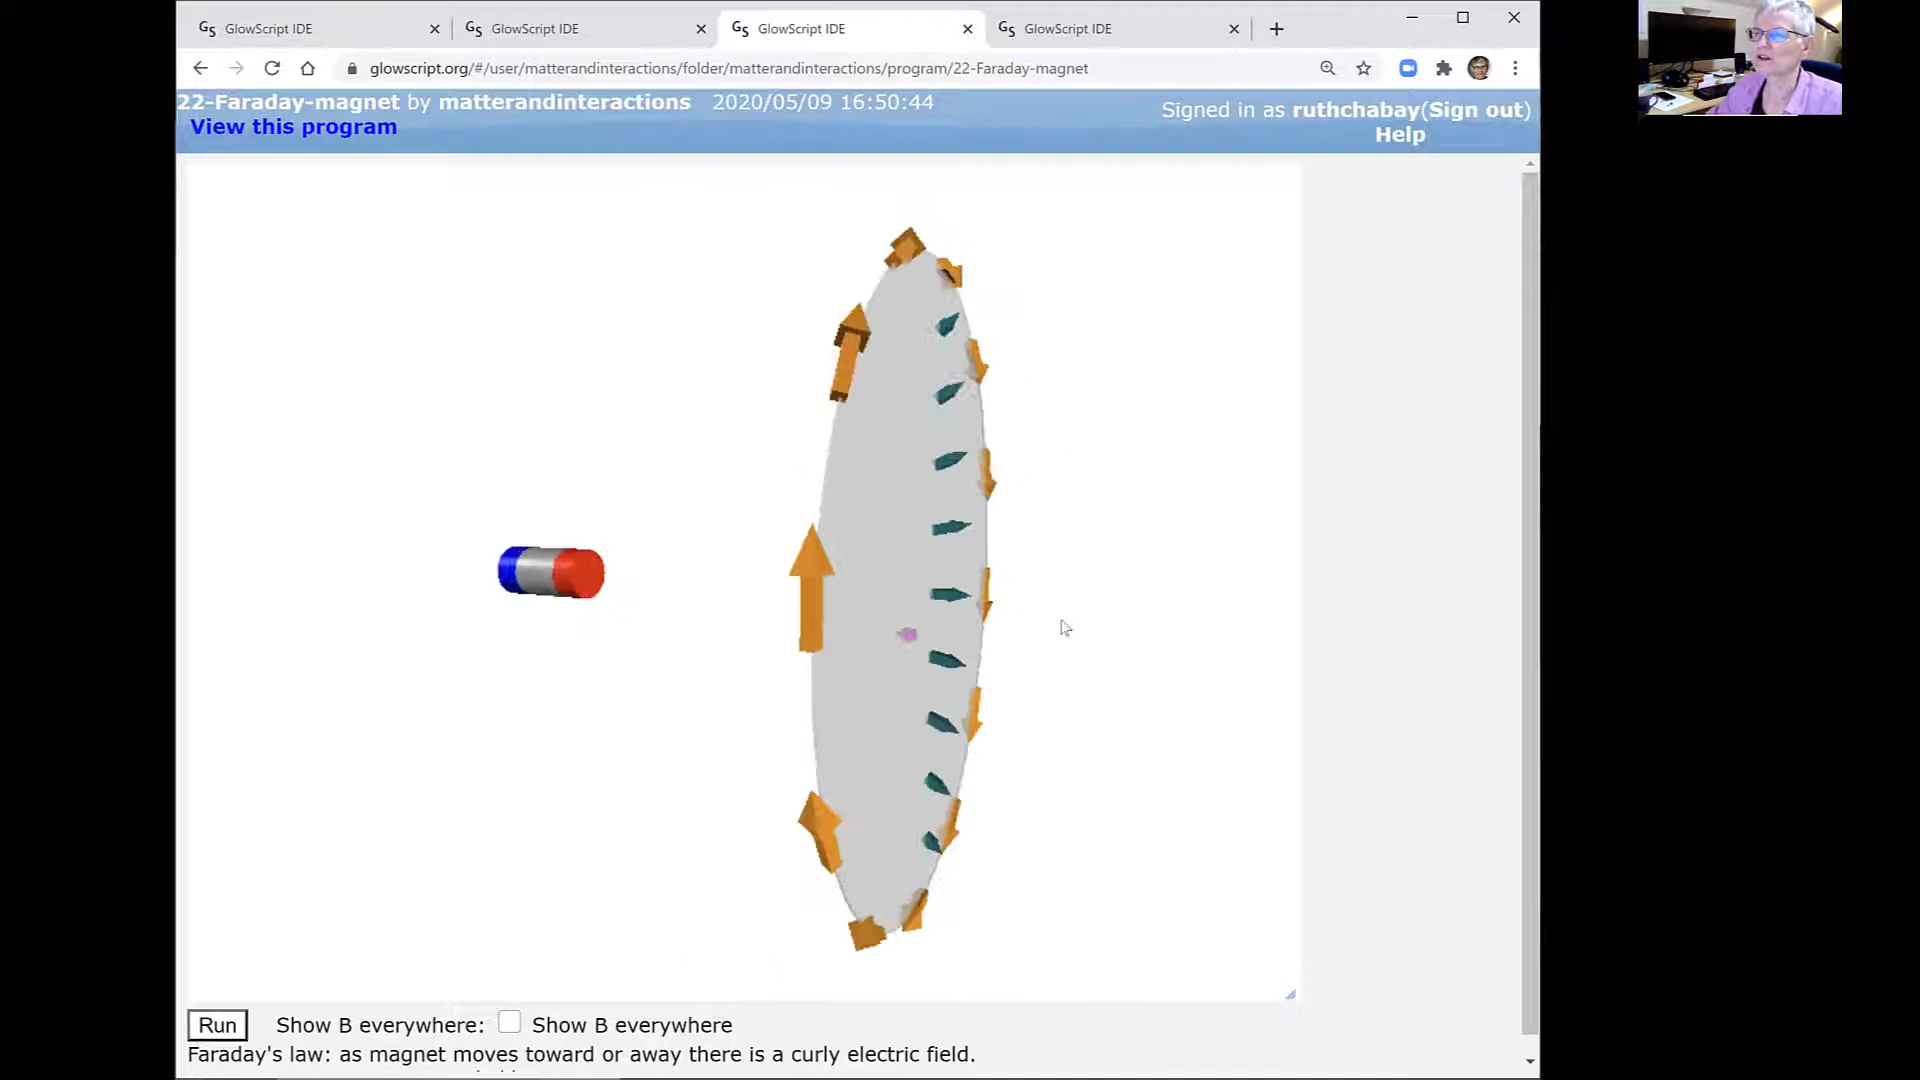 GlowScript IDE
GlowScript IDE
GlowScript IDE
GlowScript IDE
glowscript.org/#/user/matterandinteractions/folder/matterandinteractions/program/22-Faraday-magnet
22-Faraday-magnet by matterandinteractions 2020/05/09 16:50:44
View this program
Signed in as ruthchabay(Sign out)
Help
Run Show B everywhere: Show B everywhere
Faraday's law: as magnet moves toward or away there is a curly electric field.